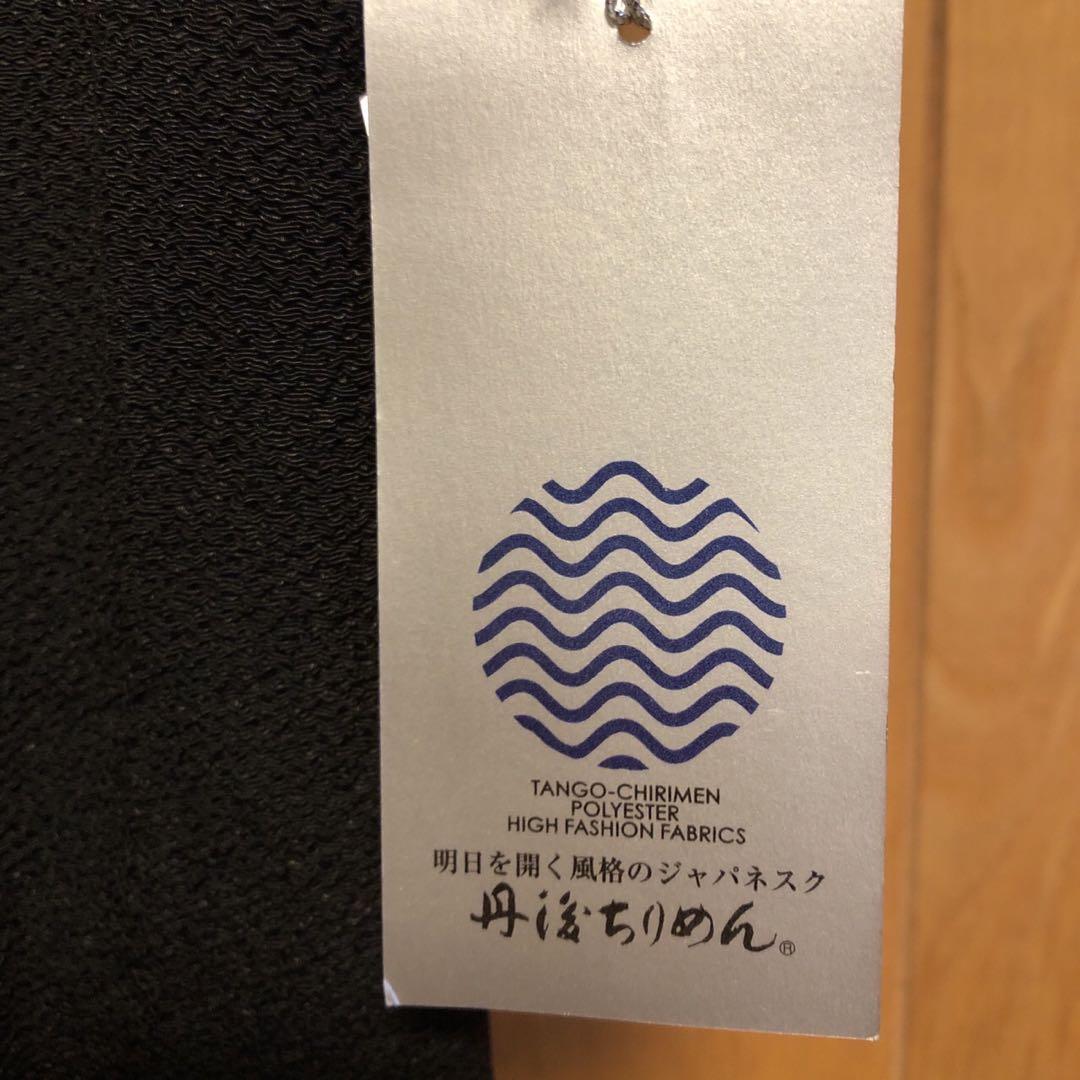 TANGO-CHIRIMEN
POLYESTER
HIGH FASHION FABRICS
明日を開く風格のジャパネスク
丹後ちりめん®